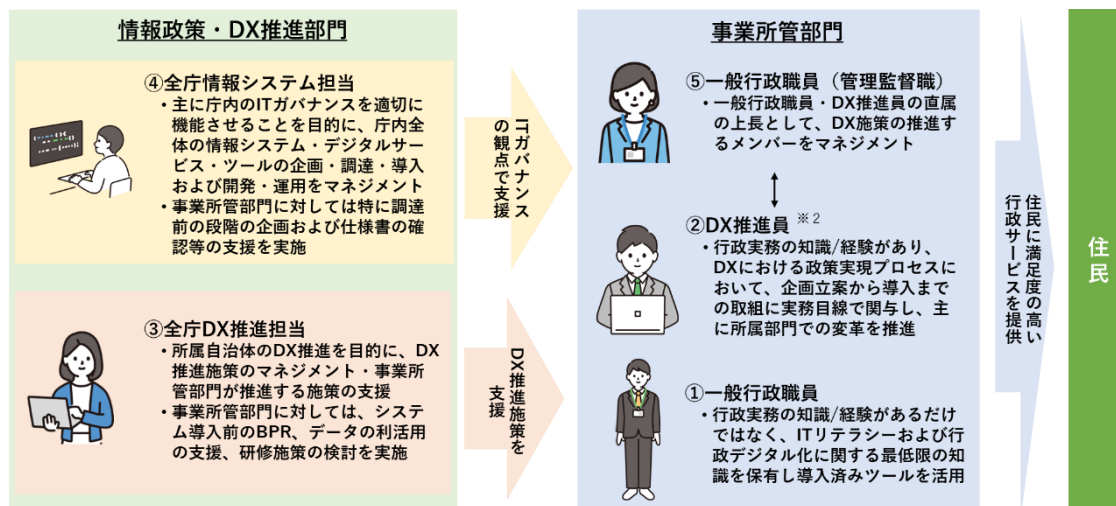 情報政策・DX推進部門
④全庁情報システム担当
・主に庁内のITガバナンスを適切に
機能させることを目的に、庁内全
体の情報システム・デジタルサー
ビス・ツールの企画・調達・導入
および開発・運用をマネジメント
・事業所管部門に対しては特に調達
前の段階の企画および仕様書の確
認等の支援を実施
③全庁DX推進担当
・所属自治体のDX推進を目的に、DX
推進施策のマネジメント・事業所
管部門が推進する施策の支援
・事業所管部門に対しては、システ
ム導入前のBPR、データの利活用
の支援、研修施策の検討を実施
ITガバナンス
の観点で支援
DX推進施策を
支援
事業所管部門
⑤一般行政職員（管理監督職）
・一般行政職員・DX推進員の直属
の上長として、DX施策の推進す
るメンバーをマネジメント
②DX推進員 ※２
・行政実務の知識/経験があり、
DXにおける政策実現プロセスに
おいて、企画立案から導入まで
の取組に実務目線で関与し、主
に所属部門での変革を推進
①一般行政職員
・行政実務の知識/経験があるだけ
ではなく、ITリテラシーおよび行
政デジタル化に関する最低限の知
識を保有し導入済みツールを活用
住民に満足度の高い
行政サービスを提供
住民